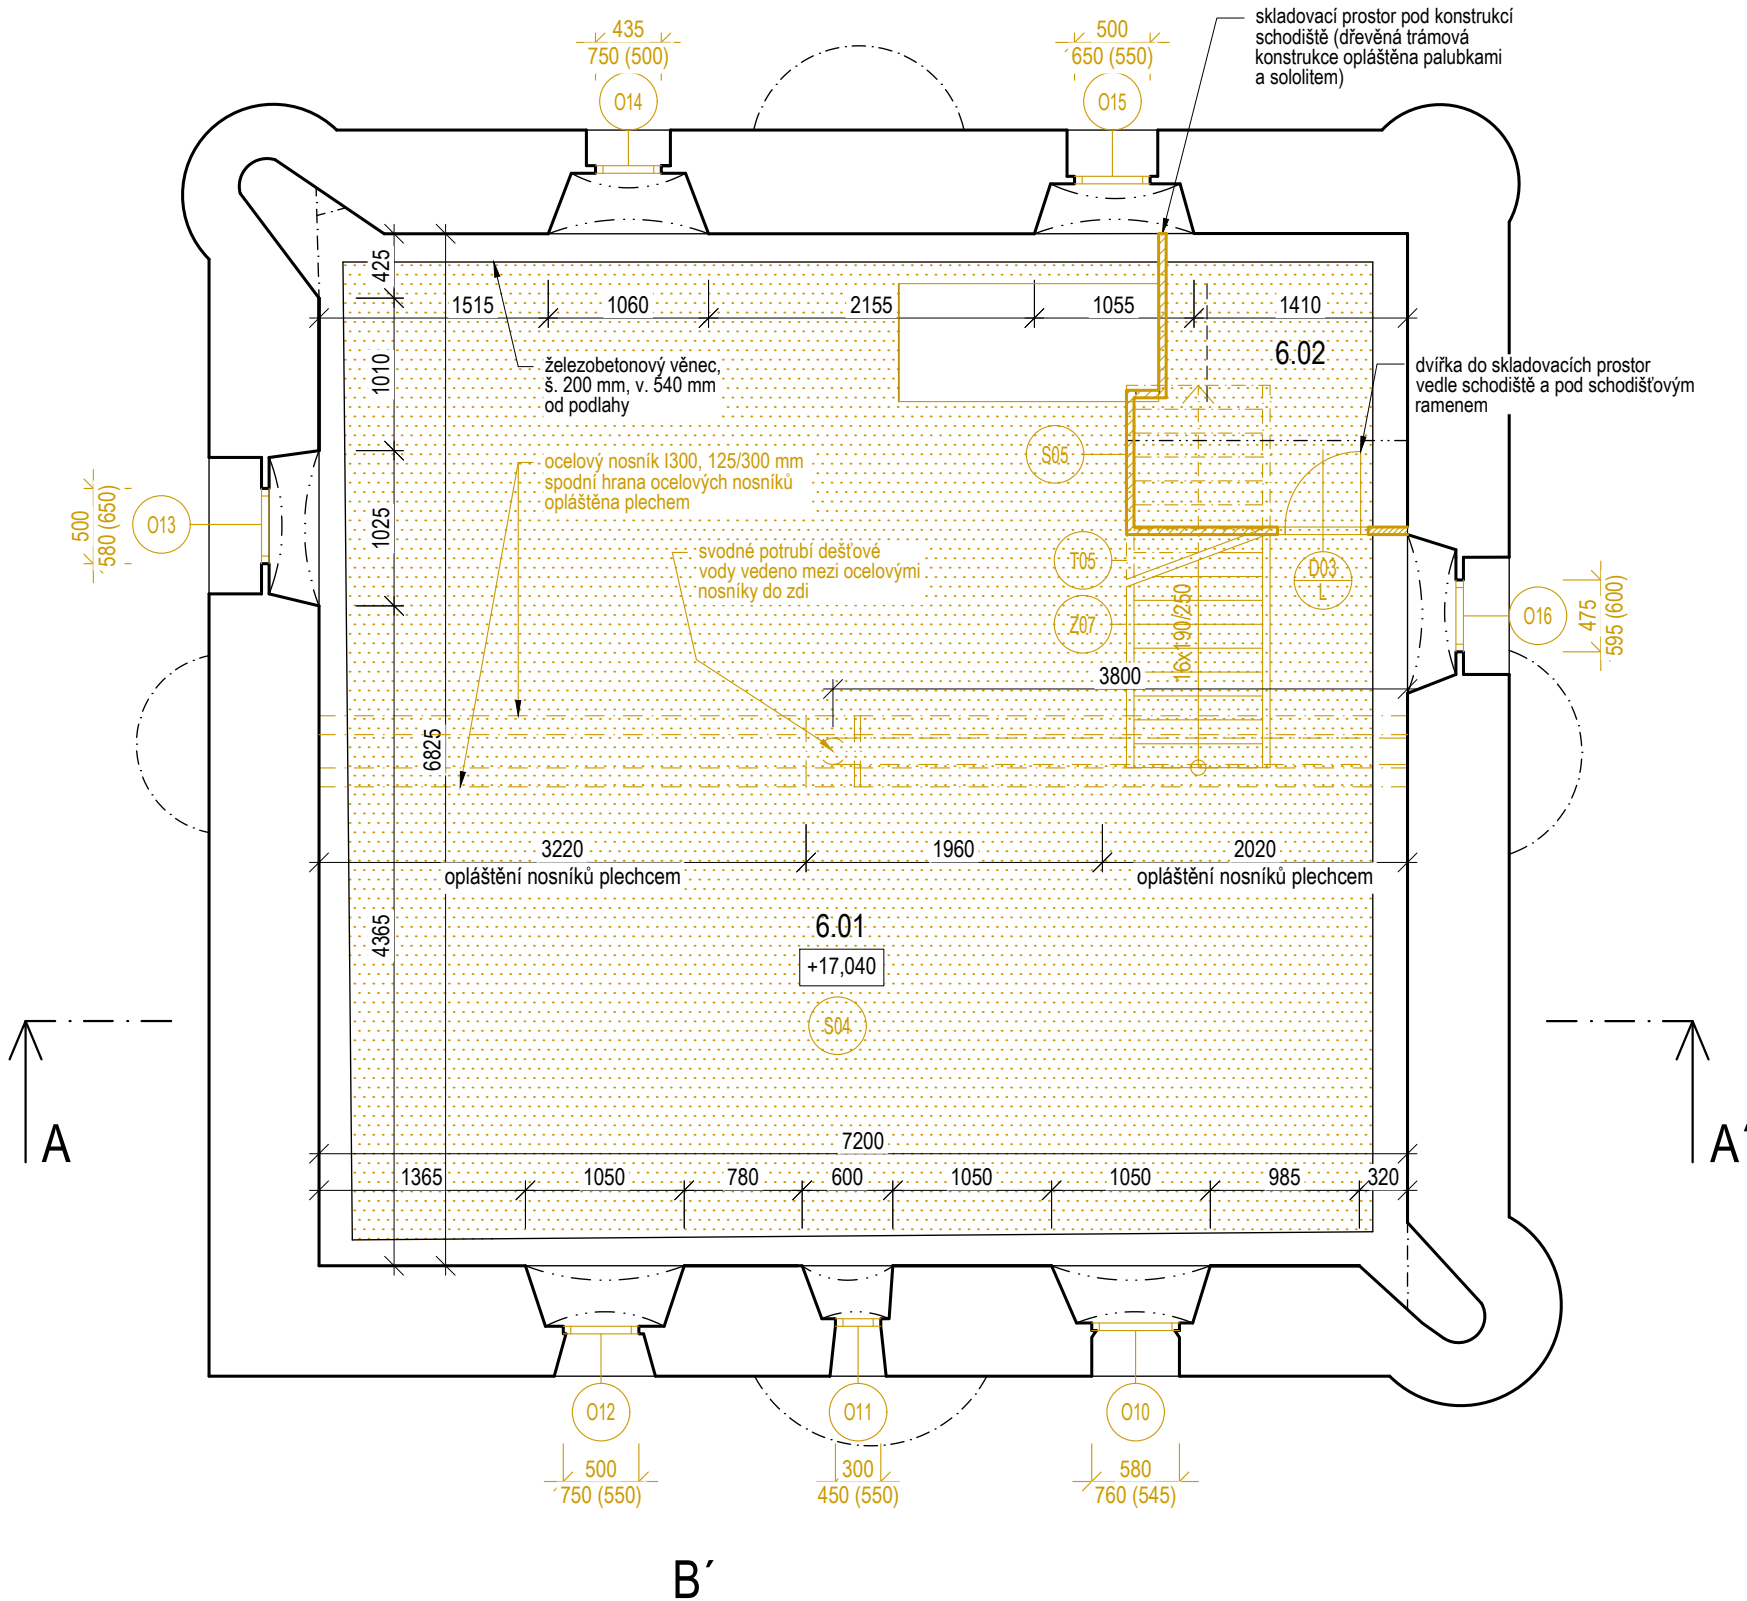 skladovací prostor pod konstrukcí
schodiště (dřevěná trámová
konstrukce opláštěna palubkami
a sololitem)
435
750 (500)
O14
500
650 (550)
O15
425
1515
1060
2155
1055
1410
6.02
železobetonový věnec,
š. 200 mm, v. 540 mm
od podlahy
1010
dvířka do skladovacích prostor
vedle schodiště a pod schodišťovým
ramenem
ocelový nosník I300, 125/300 mm
spodní hrana ocelových nosníků
opláštěna plechem
S05
500
580 (650)
O13
1025
svodné potrubí dešťové
vody vedeno mezi ocelovými
nosníky do zdi
T05
D03
L
Z07
16x190/250
O16
475
595 (600)
3800
6825
3220
1960
2020
opláštění nosníků plechcem
opláštění nosníků plechcem
4365
6.01
+17,040
S04
A
A´
7200
1365
1050
780
600
1050
1050
985
320
O12
O11
O10
500
750 (550)
300
450 (550)
580
760 (545)
B´